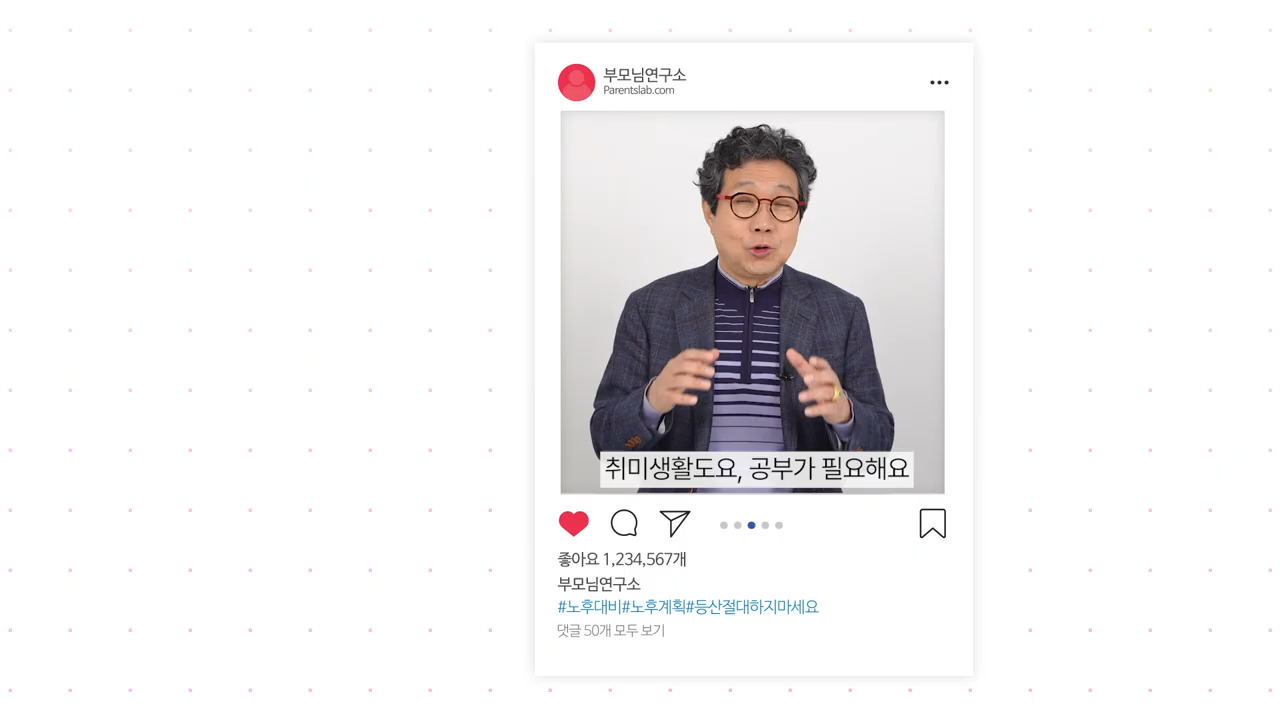 부모님연구소
Parentslab.com
취미생활도요, 공부가 필요해요
좋아요 1,234,567개
부모님연구소
#노후대비#노후계획#등산절대하지마세요
댓글 50개 모두 보기